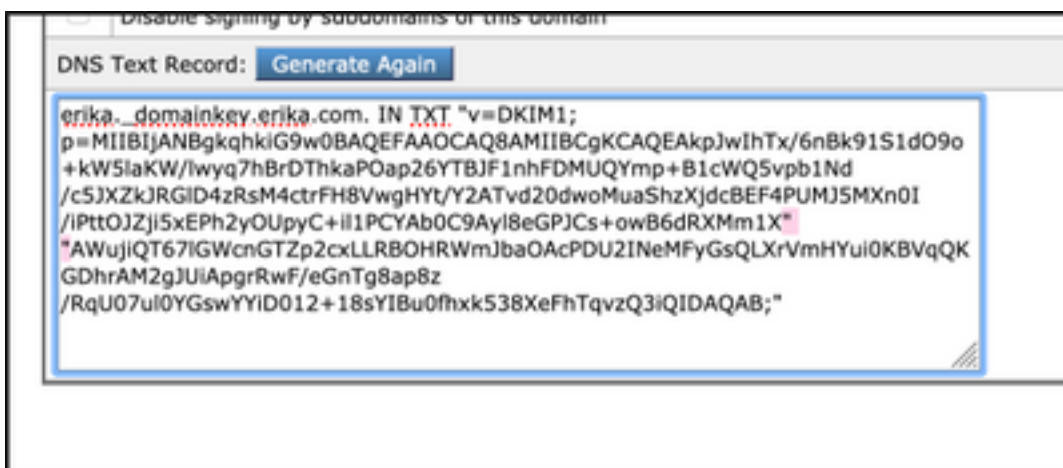 Disable signing by subdomains of this domain
DNS Text Record: Generate Again
erika._domainkey.erika.com. IN TXT "v=DKIM1;
p=MIIBIjANBgkqhkiG9w0BAQEFAAOCAQ8AMIIBCgKCAQEAkpJwIhTx/6nBk91S1dO9o
+kW5laKW/lwyq7hBrDThkaPOap26YTBJF1nhFDMUQYmp+B1cWQ5vpb1Nd
/c5JXZkJRGlD4zRsM4ctrFH8VwgHYt/Y2ATvd20dwoMuaShzXjdcBEF4PUMJ5MXn0I
/iPttOJZji5xEPh2yOUpyC+il1PCYAb0C9Ayl8eGPJCs+owB6dRXMm1X"
"AWujiQT67lGWcnGTZp2cxLLRBOHRWmJbaOAcPDU2INeMFyGsQLXrVmHYui0KBVqQK
GDhrAM2gJUiApgrRwF/eGnTg8ap8z
/RqU07ul0YGswYYiD012+18sYIBu0fhxk538XeFhTqvzQ3iQIDAQAB;"